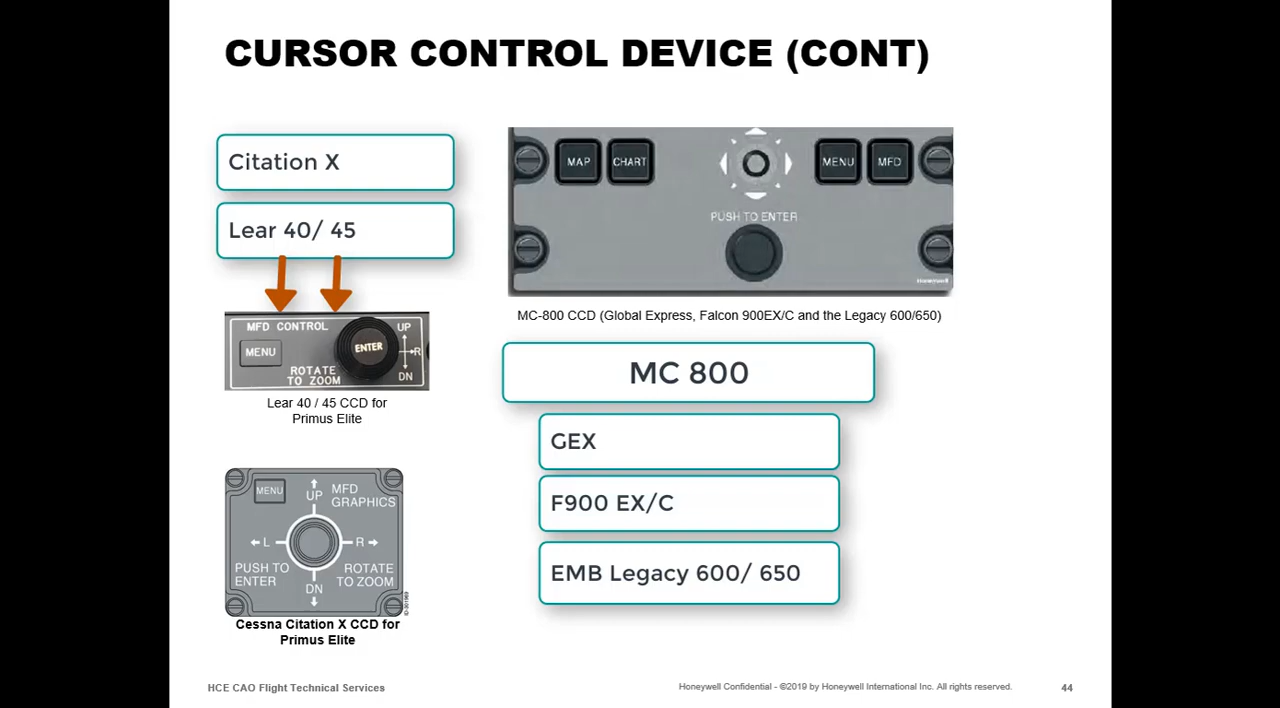 CURSOR CONTROL DEVICE (CONT)
Citation X
Lear 40/ 45
MFD CONTROL
MENU
ENTER
UP
R
DN
ROTATE
TO ZOOM
Lear 40 / 45 CCD for
Primus Elite
MENU
UP
MFD
GRAPHICS
L
R
PUSH TO
ENTER
DN
ROTATE
TO ZOOM
Cessna Citation X CCD for
Primus Elite
MAP
CHART
MENU
MFD
PUSH TO ENTER
Honeywell
MC-800 CCD (Global Express, Falcon 900EX/C and the Legacy 600/650)
MC 800
GEX
F900 EX/C
EMB Legacy 600/ 650
HCE CAO Flight Technical Services
Honeywell Confidential - ©2019 by Honeywell International Inc. All rights reserved.
44